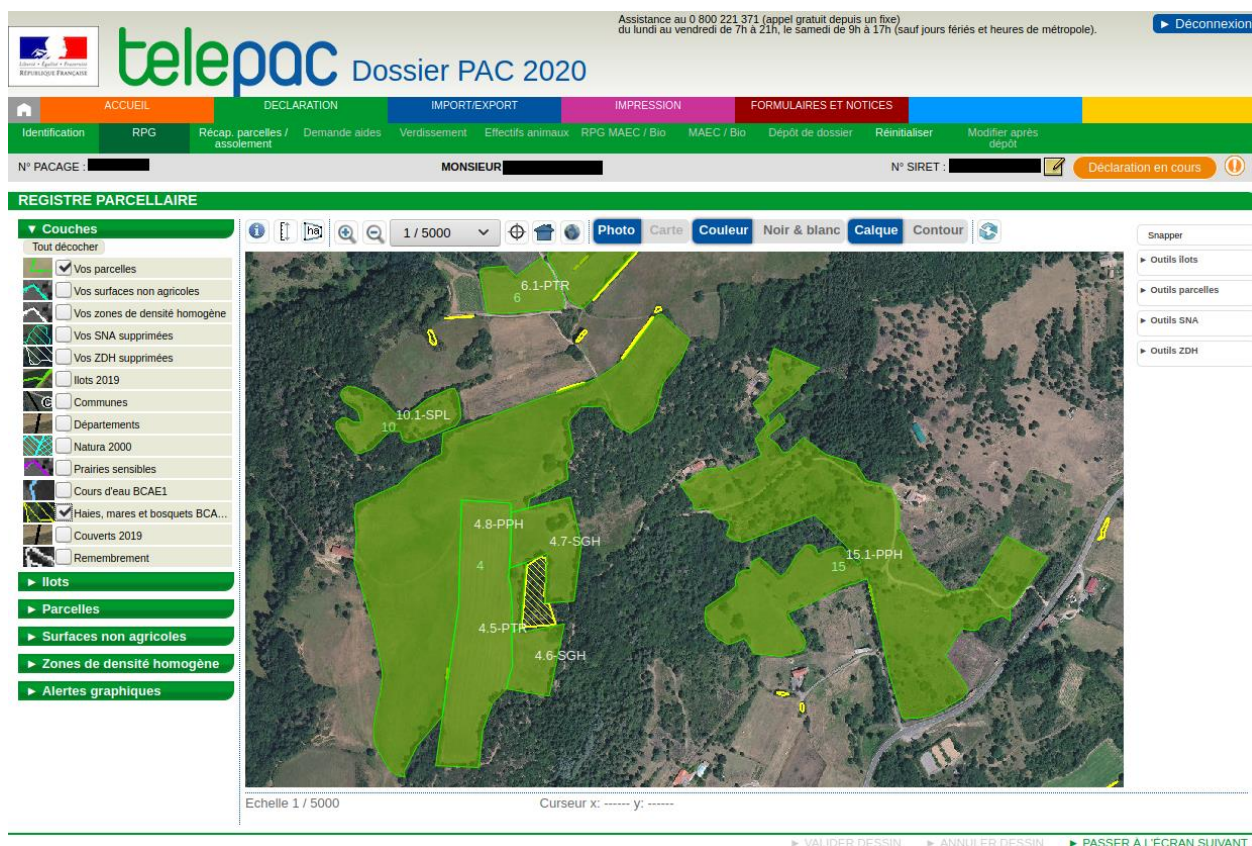 Assistance au 0 800 221 371 (appel gratuit depuis un fixe)
du lundi au vendredi de 7h à 21h, le samedi de 9h à 17h (sauf jours fériés et heures de métropole).
► Déconnexion
Liberté • Égalité • Fraternité
RÉPUBLIQUE FRANÇAISE
telepac Dossier PAC 2020
ACCUEIL DECLARATION IMPORT/EXPORT IMPRESSION FORMULAIRES ET NOTICES
Identification RPG Récap. parcelles / assolement Demande aides Verdissement Effectifs animaux RPG MAEC / Bio MAEC / Bio Dépôt de dossier Réinitialiser Modifier après dépôt
N° PACAGE : MONSIEUR N° SIRET : Déclaration en cours
REGISTRE PARCELLAIRE
▼ Couches
Tout décocher
Vos parcelles
Vos surfaces non agricoles
Vos zones de densité homogène
Vos SNA supprimées
Vos ZDH supprimées
Ilots 2019
Communes
Départements
Natura 2000
Prairies sensibles
Cours d'eau BCAE1
Haies, mares et bosquets BCA...
Couverts 2019
Remembrement
► Ilots
► Parcelles
► Surfaces non agricoles
► Zones de densité homogène
► Alertes graphiques
ha 1 / 5000 Photo Carte Couleur Noir & blanc Calque Contour
6.1-PTR
6
10.1-SPL
10
4.8-PPH
4.7-SGH
4
4.5-PTR
4.6-SGH
15.1-PPH
15
Snapper
► Outils îlots
► Outils parcelles
► Outils SNA
► Outils ZDH
Echelle 1 / 5000 Curseur x: ------ y: ------
► VALIDER DESSIN ► ANNULER DESSIN ► PASSER À L'ÉCRAN SUIVANT